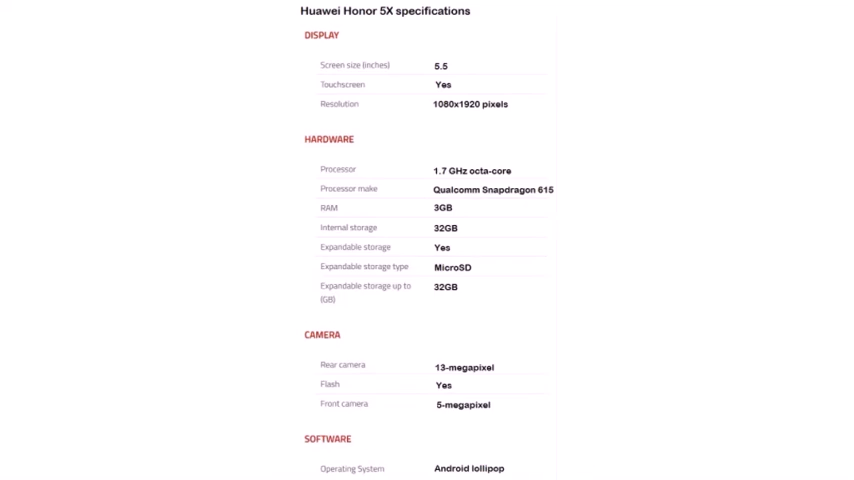 Huawei Honor 5X specifications
DISPLAY
Screen size (inches) 5.5
Touchscreen Yes
Resolution 1080x1920 pixels
HARDWARE
Processor 1.7 GHz octa-core
Processor make Qualcomm Snapdragon 615
RAM 3GB
Internal storage 32GB
Expandable storage Yes
Expandable storage type MicroSD
Expandable storage up to 32GB
(GB)
CAMERA
Rear camera 13-megapixel
Flash Yes
Front camera 5-megapixel
SOFTWARE
Operating System Android lollipop